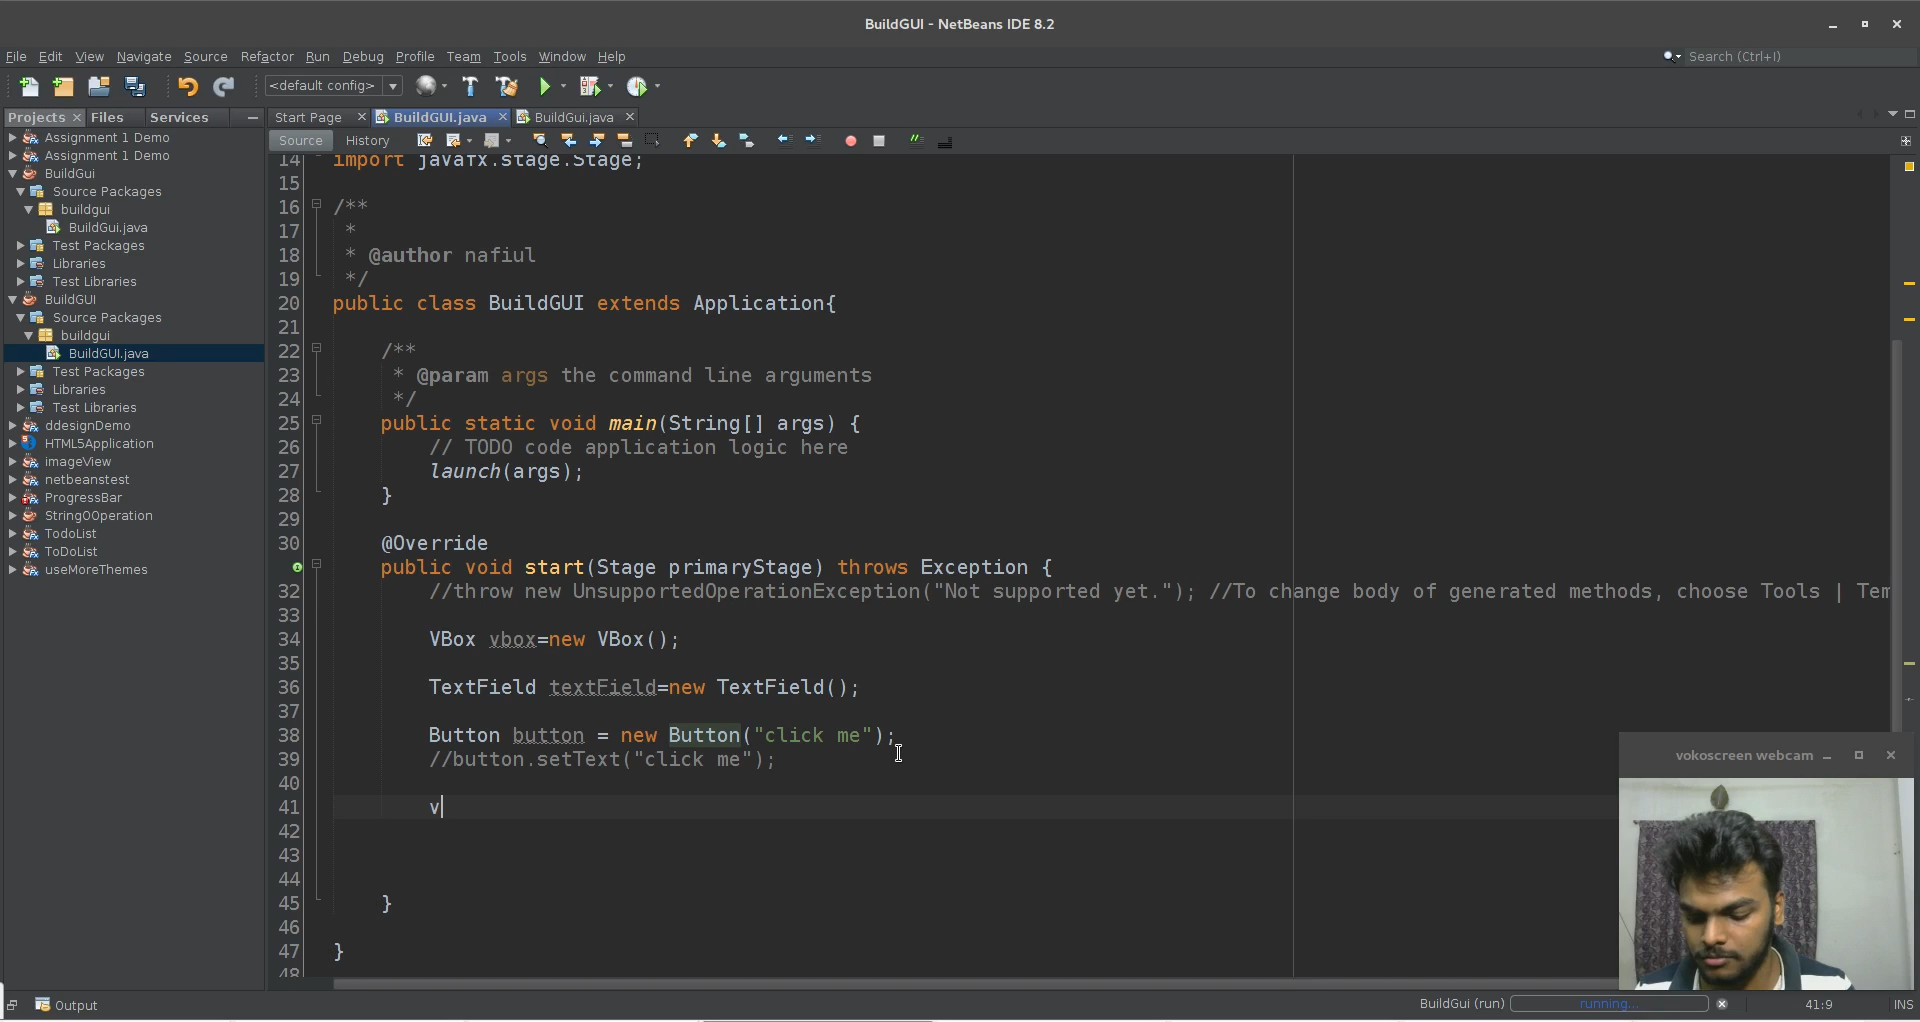 BuildGUI - NetBeans IDE 8.2
File Edit View Navigate Source Refactor Run Debug Profile Team Tools Window Help
Search (Ctrl+I)
<default config>
Projects Files Services
Start Page BuildGUI.java BuildGui.java
Source History
Assignment 1 Demo
Assignment 1 Demo
BuildGui
Source Packages
buildgui
BuildGui.java
Test Packages
Libraries
Test Libraries
BuildGUI
Source Packages
buildgui
BuildGUI.java
Test Packages
Libraries
Test Libraries
ddesignDemo
HTML5Application
imageView
netbeanstest
ProgressBar
StringOOperation
TodoList
ToDoList
useMoreThemes
14 import javafx.stage.Stage;
15
16 /**
17 *
18 * @author nafiul
19 */
20 public class BuildGUI extends Application{
21
22 /**
23 * @param args the command line arguments
24 */
25 public static void main(String[] args) {
26 // TODO code application logic here
27 launch(args);
28 }
29
30 @Override
public void start(Stage primaryStage) throws Exception {
32 //throw new UnsupportedOperationException("Not supported yet."); //To change body of generated methods, choose Tools | Tem
33
34 VBox vbox=new VBox();
35
36 TextField textField=new TextField();
37
38 Button button = new Button("click me");
39 //button.setText("click me");
40
41 v
42
43
44
45 }
46
47 }
48
vokoscreen webcam
Output
BuildGui (run) running...
41:9 INS